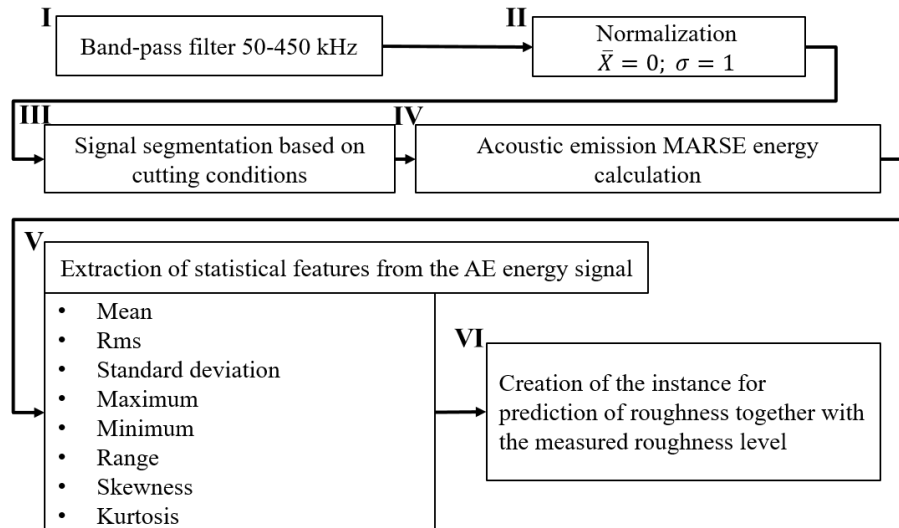 I
Band-pass filter 50-450 kHz
II
Normalization
X̄ = 0; σ = 1
III
Signal segmentation based on
cutting conditions
IV
Acoustic emission MARSE energy
calculation
V
Extraction of statistical features from the AE energy signal
• Mean
• Rms
• Standard deviation
• Maximum
• Minimum
• Range
• Skewness
• Kurtosis
VI
Creation of the instance for
prediction of roughness together with
the measured roughness level